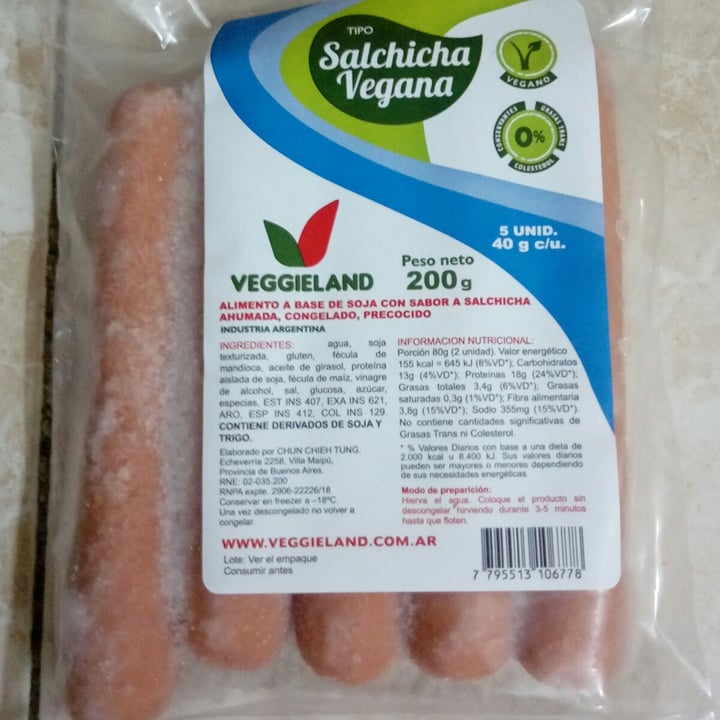 TIPO
Salchicha
Vegana
VEGANO
CONSERVANTES
GRASAS TRANS
0%
COLESTEROL
5 UNID.
40 g c/u.
VEGGIELAND
Peso neto
200 g
ALIMENTO A BASE DE SOJA CON SABOR A SALCHICHA
AHUMADA, CONGELADO, PRECOCIDO
INDUSTRIA ARGENTINA
INGREDIENTES: agua, soja
texturizada, gluten, fécula de
mandioca, aceite de girasol, proteína
aislada de soja, fécula de maíz, vinagre
de alcohol, sal, glucosa, azúcar,
especias, EST INS 407, EXA INS 621,
ARO, ESP INS 412, COL INS 129.
CONTIENE DERIVADOS DE SOJA Y
TRIGO.
Elaborado por CHUN CHIEH TUNG.
Echeverría 2258, Villa Maipú,
Provincia de Buenos Aires.
RNE: 02-035.200
RNPA expte. 2906-22226/18
Conservar en freezer a –18ºC.
Una vez descongelado no volver a
congelar.
INFORMACION NUTRICIONAL:
Porción 80g (2 unidad). Valor energético
155 kcal = 645 kJ (8%VD*); Carbohidratos
13g (4%VD*); Proteínas 18g (24%VD*);
Grasas totales 3,4g (6%VD*); Grasas
saturadas 0,3g (1%VD*); Fibra alimentaria
3,8g (15%VD*); Sodio 355mg (15%VD*).
No contiene cantidades significativas de
Grasas Trans ni Colesterol.
* % Valores Diarios con base a una dieta de
2.000 kcal u 8.400 kJ. Sus valores diarios
pueden ser mayores o menores dependiendo
de sus necesidades energéticas.
Modo de preparición:
Hierva el agua. Coloque el producto sin
descongelar hirviendo durante 3-5 minutos
hasta que floten.
WWW.VEGGIELAND.COM.AR
Lote: Ver el empaque
Consumir antes
7 795513 106778